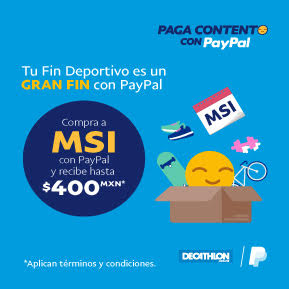 PAGA CONTENTO
CON PayPal
Tu Fin Deportivo es un
GRAN FIN con PayPal
MSI
Compra a
MSI
con PayPal
y recibe hasta
$400MXN*
*Aplican términos y condiciones.
DECATHLON